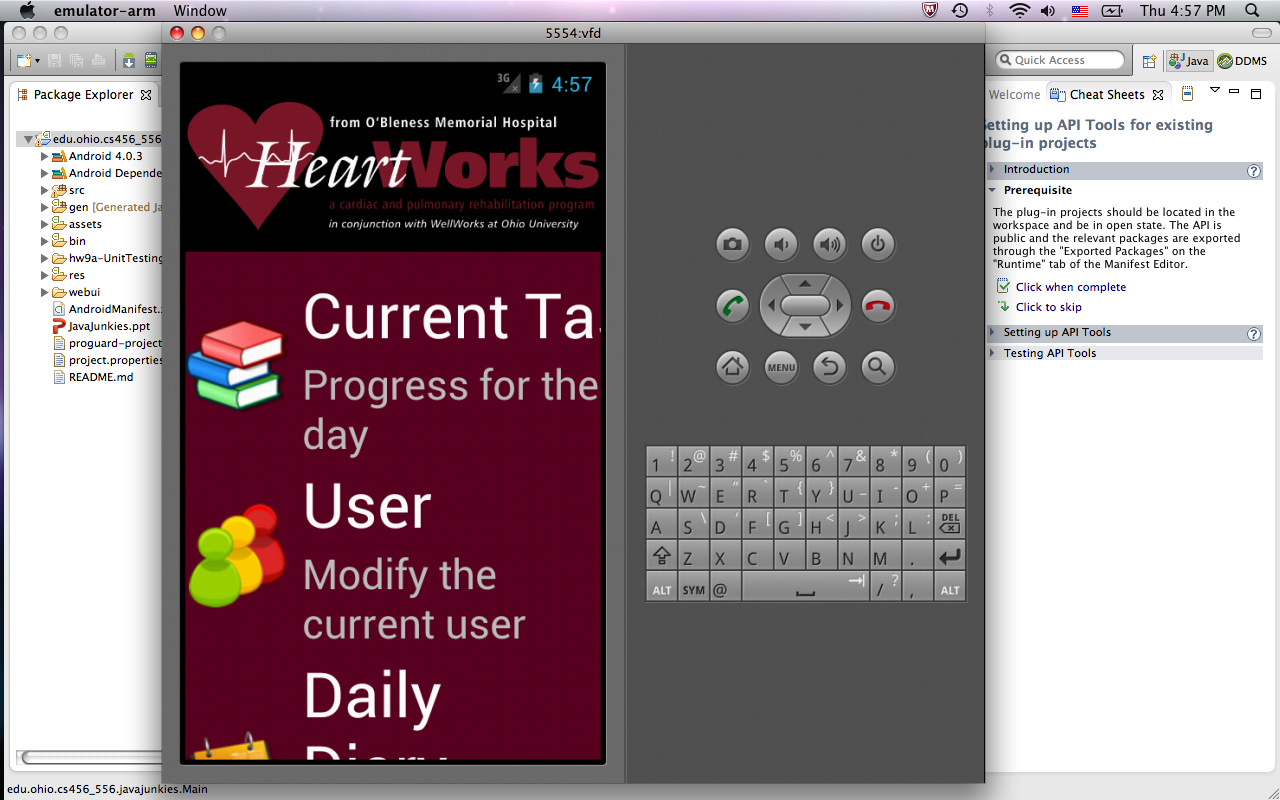 emulator-arm Window
Thu 4:57 PM
5554:vfd
Quick Access
Java
DDMS
Package Explorer
edu.ohio.cs456_556
Android 4.0.3
Android Depende
src
gen [Generated Ja
assets
bin
hw9a-UnitTesting
res
webui
AndroidManifest.
JavaJunkies.ppt
proguard-project
project.properties
README.md
edu.ohio.cs456_556.javajunkies.Main
3G
4:57
from O'Bleness Memorial Hospital
HeartWorks
a cardiac and pulmonary rehabilitation program
in conjunction with WellWorks at Ohio University
Current Tas
Progress for the
day
User
Modify the
current user
Daily
Diary
MENU
1 ! 2 @ 3 # 4 $ 5 % 6 ^ 7 & 8 * 9 ( 0 )
Q | W ~ E " R ` T { Y } U _ I - O + P =
A S \ D ' F [ G ] H < J > K ; L : DEL
Z X C V B N M .
ALT SYM @ / ? , ALT
Welcome
Cheat Sheets
Setting up API Tools for existing
plug-in projects
Introduction
Prerequisite
The plug-in projects should be located in the
workspace and be in open state. The API is
public and the relevant packages are exported
through the "Exported Packages" on the
"Runtime" tab of the Manifest Editor.
Click when complete
Click to skip
Setting up API Tools
Testing API Tools